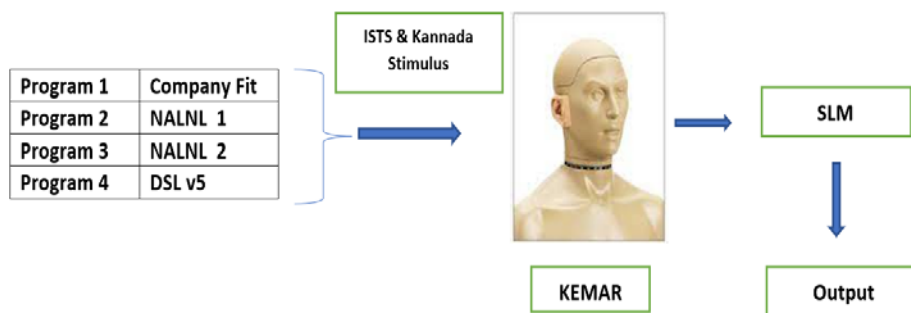 ISTS & Kannada
Stimulus
Program 1 Company Fit
Program 2 NALNL 1
Program 3 NALNL 2
Program 4 DSL v5
SLM
KEMAR
Output